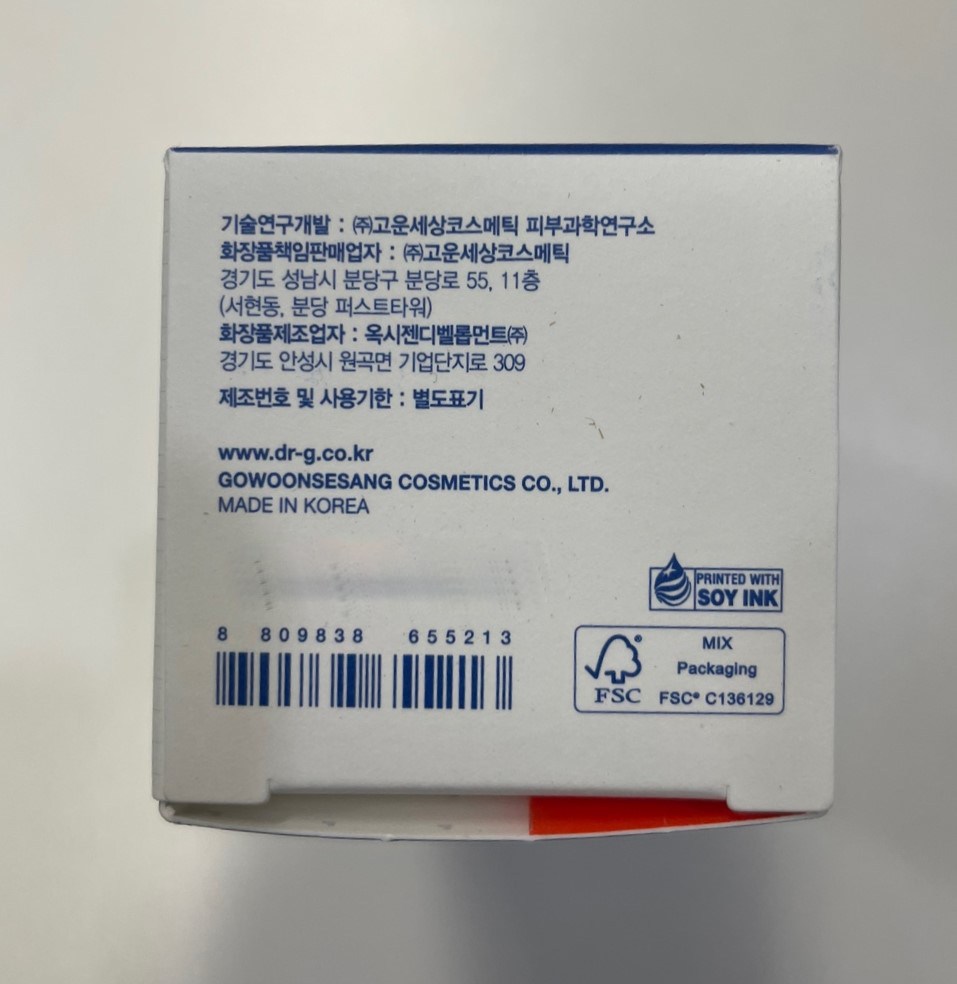 기술연구개발 : ㈜고운세상코스메틱 피부과학연구소
화장품책임판매업자 : ㈜고운세상코스메틱
경기도 성남시 분당구 분당로 55, 11층
(서현동, 분당 퍼스트타워)
화장품제조업자 : 옥시젠디벨롭먼트㈜
경기도 안성시 원곡면 기업단지로 309
제조번호 및 사용기한 : 별도표기
www.dr-g.co.kr
GOWOONSESANG COSMETICS CO., LTD.
MADE IN KOREA
PRINTED WITH
SOY INK
8 809838 655213
MIX
Packaging
FSC
FSC® C136129